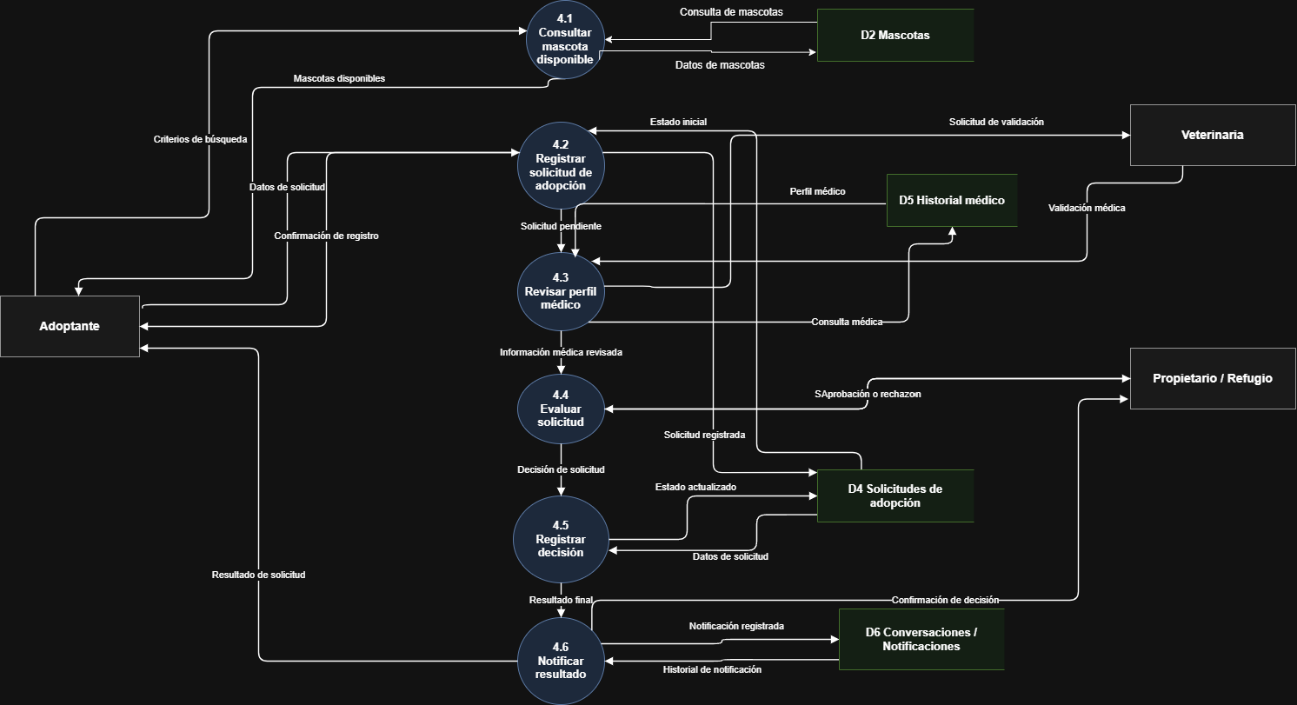 4.1
Consultar
mascota
disponible
Consulta de mascotas
D2 Mascotas
Datos de mascotas
Mascotas disponibles
Criterios de búsqueda
Estado inicial
Solicitud de validación
Veterinaria
4.2
Registrar
solicitud de
adopción
Datos de solicitud
Perfil médico
D5 Historial médico
Validación médica
Solicitud pendiente
Confirmación de registro
4.3
Revisar perfil
médico
Adoptante
Consulta médica
Información médica revisada
Propietario / Refugio
SAprobación o rechazon
4.4
Evaluar
solicitud
Solicitud registrada
Decisión de solicitud
Estado actualizado
D4 Solicitudes de
adopción
4.5
Registrar
decisión
Datos de solicitud
Resultado de solicitud
Resultado final
Confirmación de decisión
Notificación registrada
D6 Conversaciones /
Notificaciones
4.6
Notificar
resultado
Historial de notificación